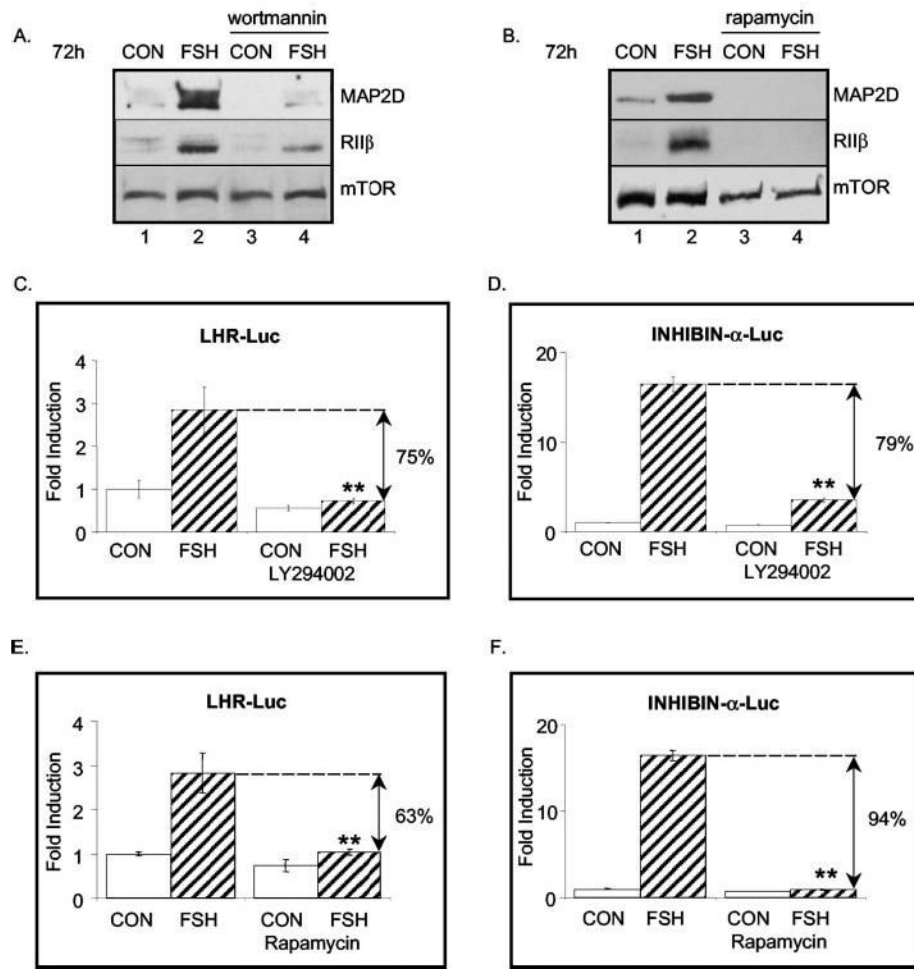 A.
wortmannin
72h CON FSH CON FSH
MAP2D
RIIβ
mTOR
1 2 3 4
B.
rapamycin
72h CON FSH CON FSH
MAP2D
RIIβ
mTOR
1 2 3 4
C.
LHR-Luc
Fold Induction
4
3
2
1
0
75%
**
CON FSH CON FSH
LY294002
D.
INHIBIN-α-Luc
Fold Induction
20
10
0
79%
**
CON FSH CON FSH
LY294002
E.
LHR-Luc
Fold Induction
4
3
2
1
0
63%
**
CON FSH CON FSH
Rapamycin
F.
INHIBIN-α-Luc
Fold Induction
20
10
0
94%
**
CON FSH CON FSH
Rapamycin